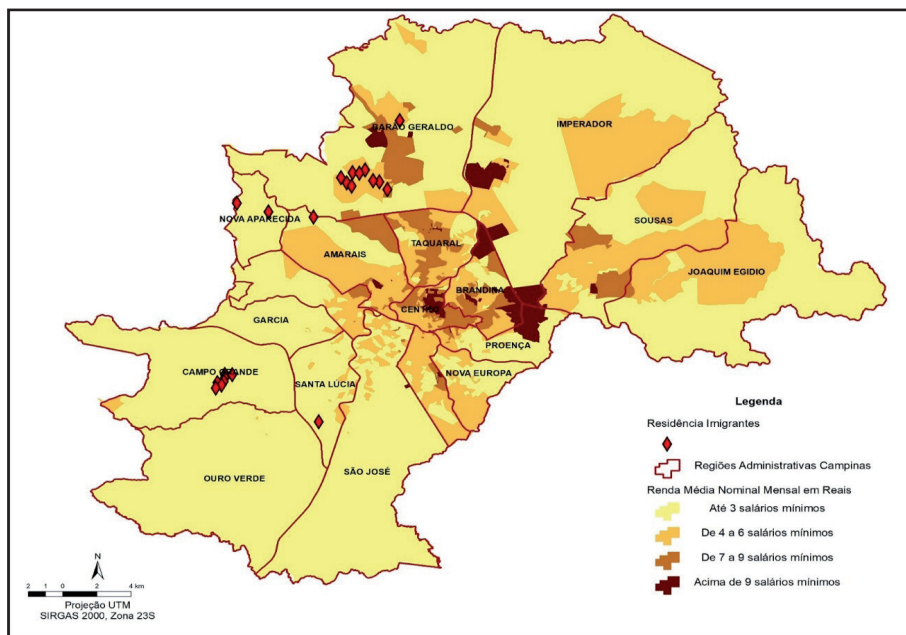 BARÃO GERALDO
IMPERADOR
NOVA APARECIDA
SOUSAS
TAQUARAL
AMARAIS
JOAQUIM EGIDIO
BRANDINA
CENTRO
GARCIA
PROENÇA
CAMPO GRANDE
NOVA EUROPA
SANTA LÚCIA
OURO VERDE
SÃO JOSÉ
Legenda
Residência Imigrantes
Regiões Administrativas Campinas
Renda Média Nominal Mensal em Reais
Até 3 salários mínimos
De 4 a 6 salários mínimos
De 7 a 9 salários mínimos
Acima de 9 salários mínimos
N
2 1 0 2 4 km
Projeção UTM
SIRGAS 2000, Zona 23S